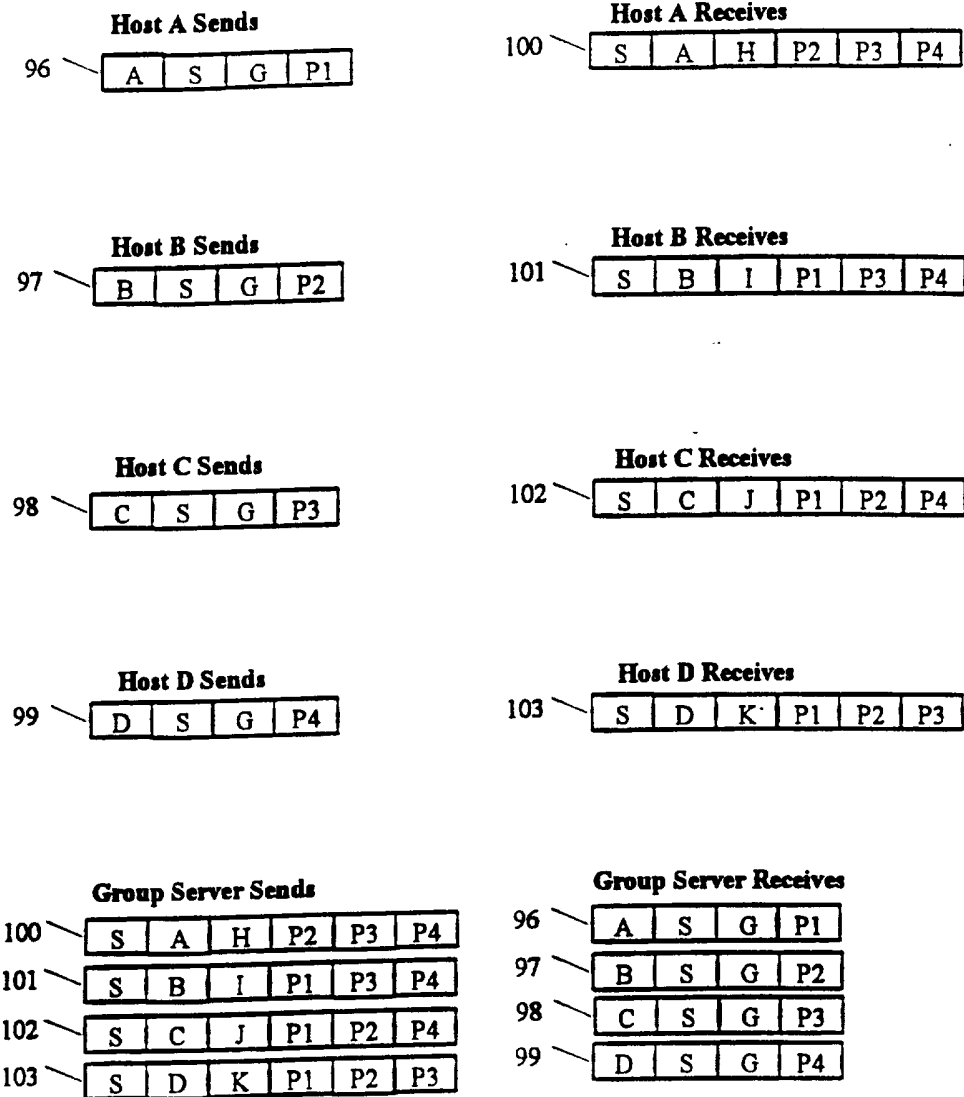 Host A Sends
96 A S G P1
Host A Receives
100 S A H P2 P3 P4
Host B Sends
97 B S G P2
Host B Receives
101 S B I P1 P3 P4
Host C Sends
98 C S G P3
Host C Receives
102 S C J P1 P2 P4
Host D Sends
99 D S G P4
Host D Receives
103 S D K P1 P2 P3
Group Server Sends
100 S A H P2 P3 P4
101 S B I P1 P3 P4
102 S C J P1 P2 P4
103 S D K P1 P2 P3
Group Server Receives
96 A S G P1
97 B S G P2
98 C S G P3
99 D S G P4